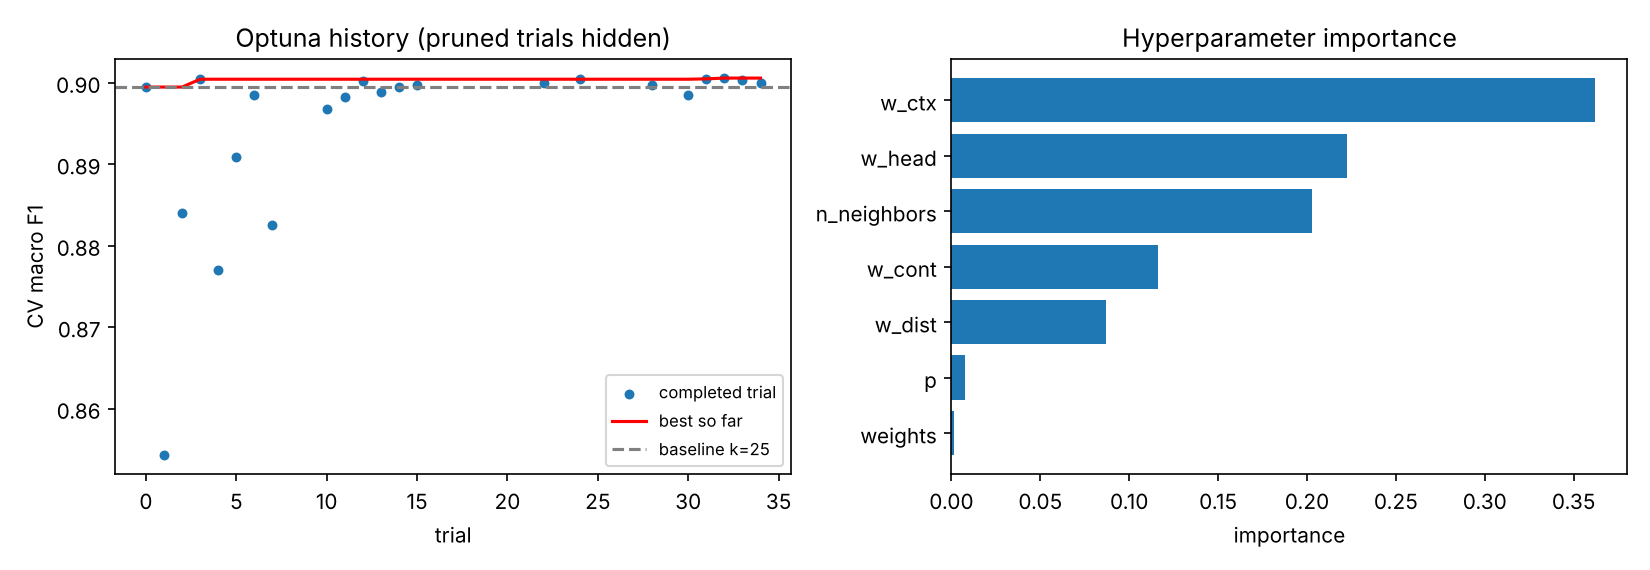 Optuna history (pruned trials hidden)
CV macro F1
0.90
0.89
0.88
0.87
0.86
completed trial
best so far
baseline k=25
0 5 10 15 20 25 30 35
trial
Hyperparameter importance
w_ctx
w_head
n_neighbors
w_cont
w_dist
p
weights
0.00 0.05 0.10 0.15 0.20 0.25 0.30 0.35
importance